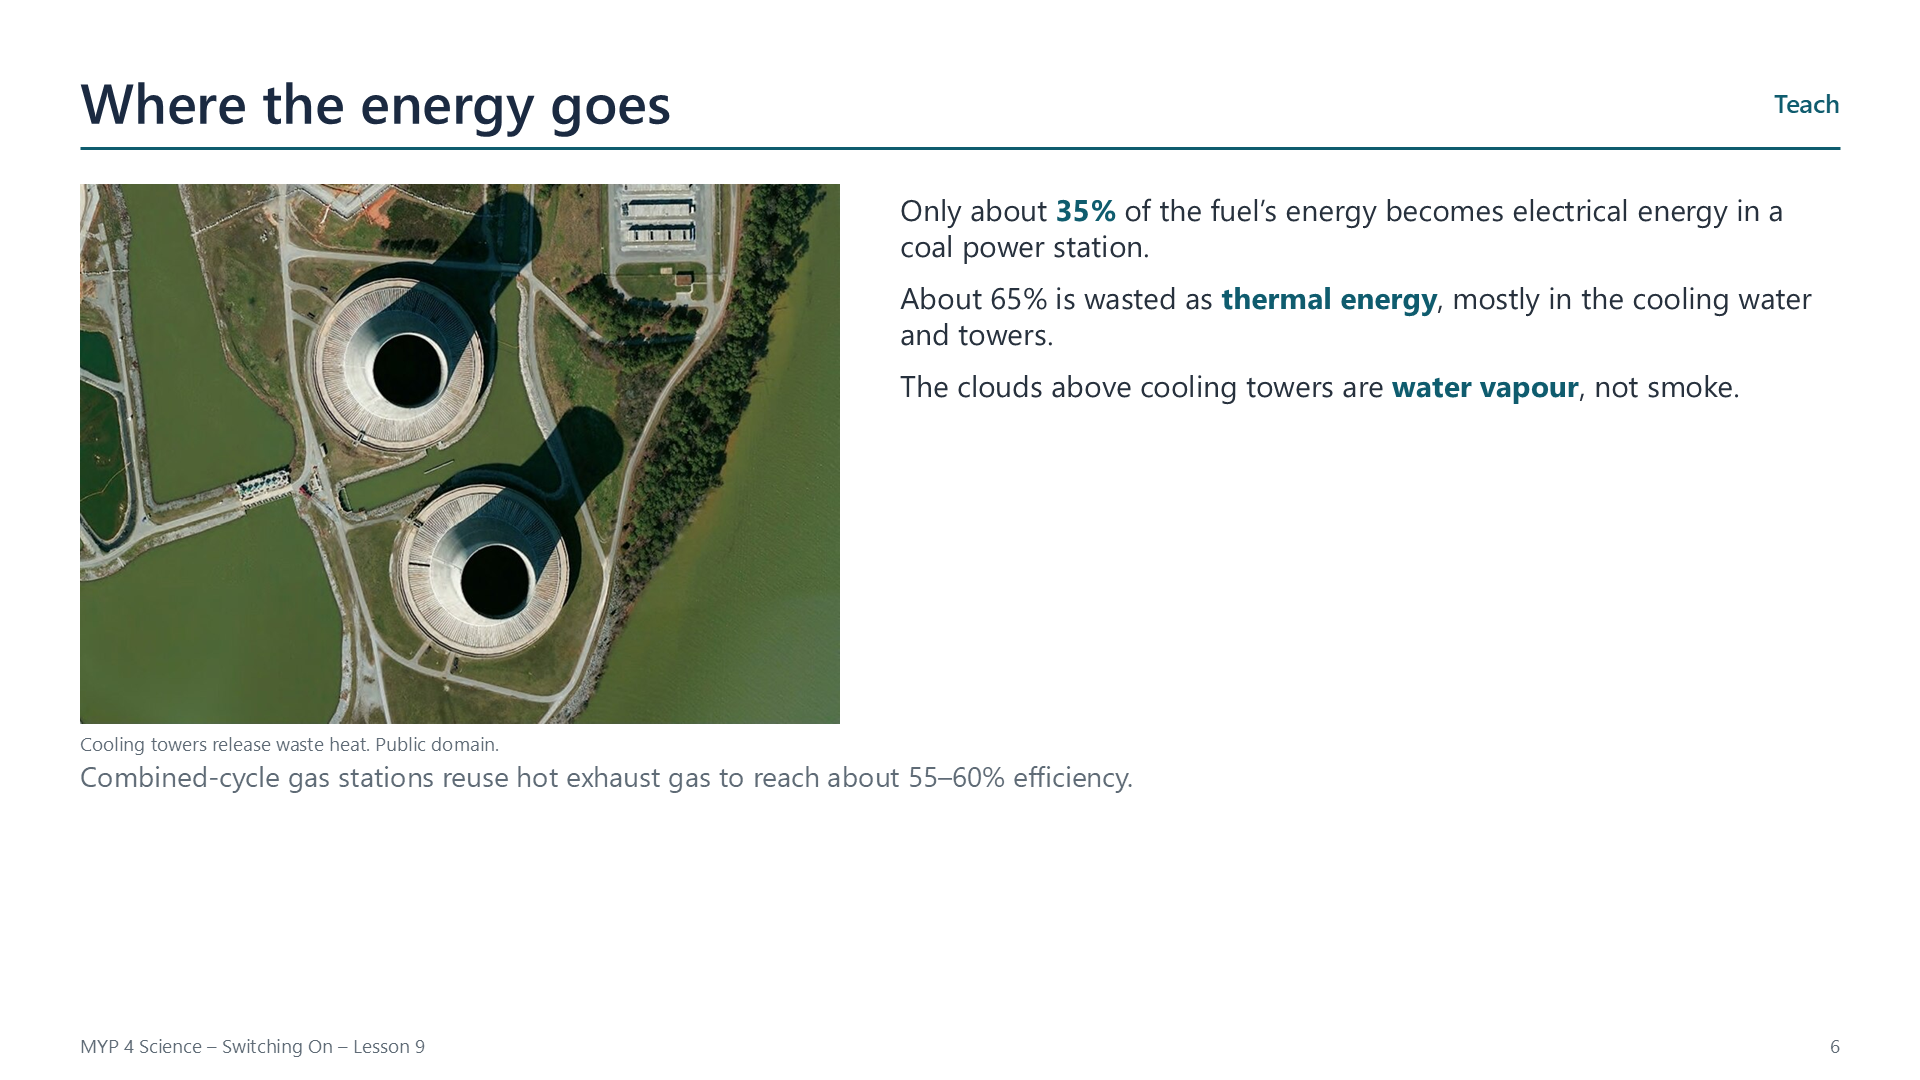 Where the energy goes
Teach
Only about 35% of the fuel’s energy becomes electrical energy in a
coal power station.
About 65% is wasted as thermal energy, mostly in the cooling water
and towers.
The clouds above cooling towers are water vapour, not smoke.
Cooling towers release waste heat. Public domain.
Combined-cycle gas stations reuse hot exhaust gas to reach about 55–60% efficiency.
MYP 4 Science – Switching On – Lesson 9
6